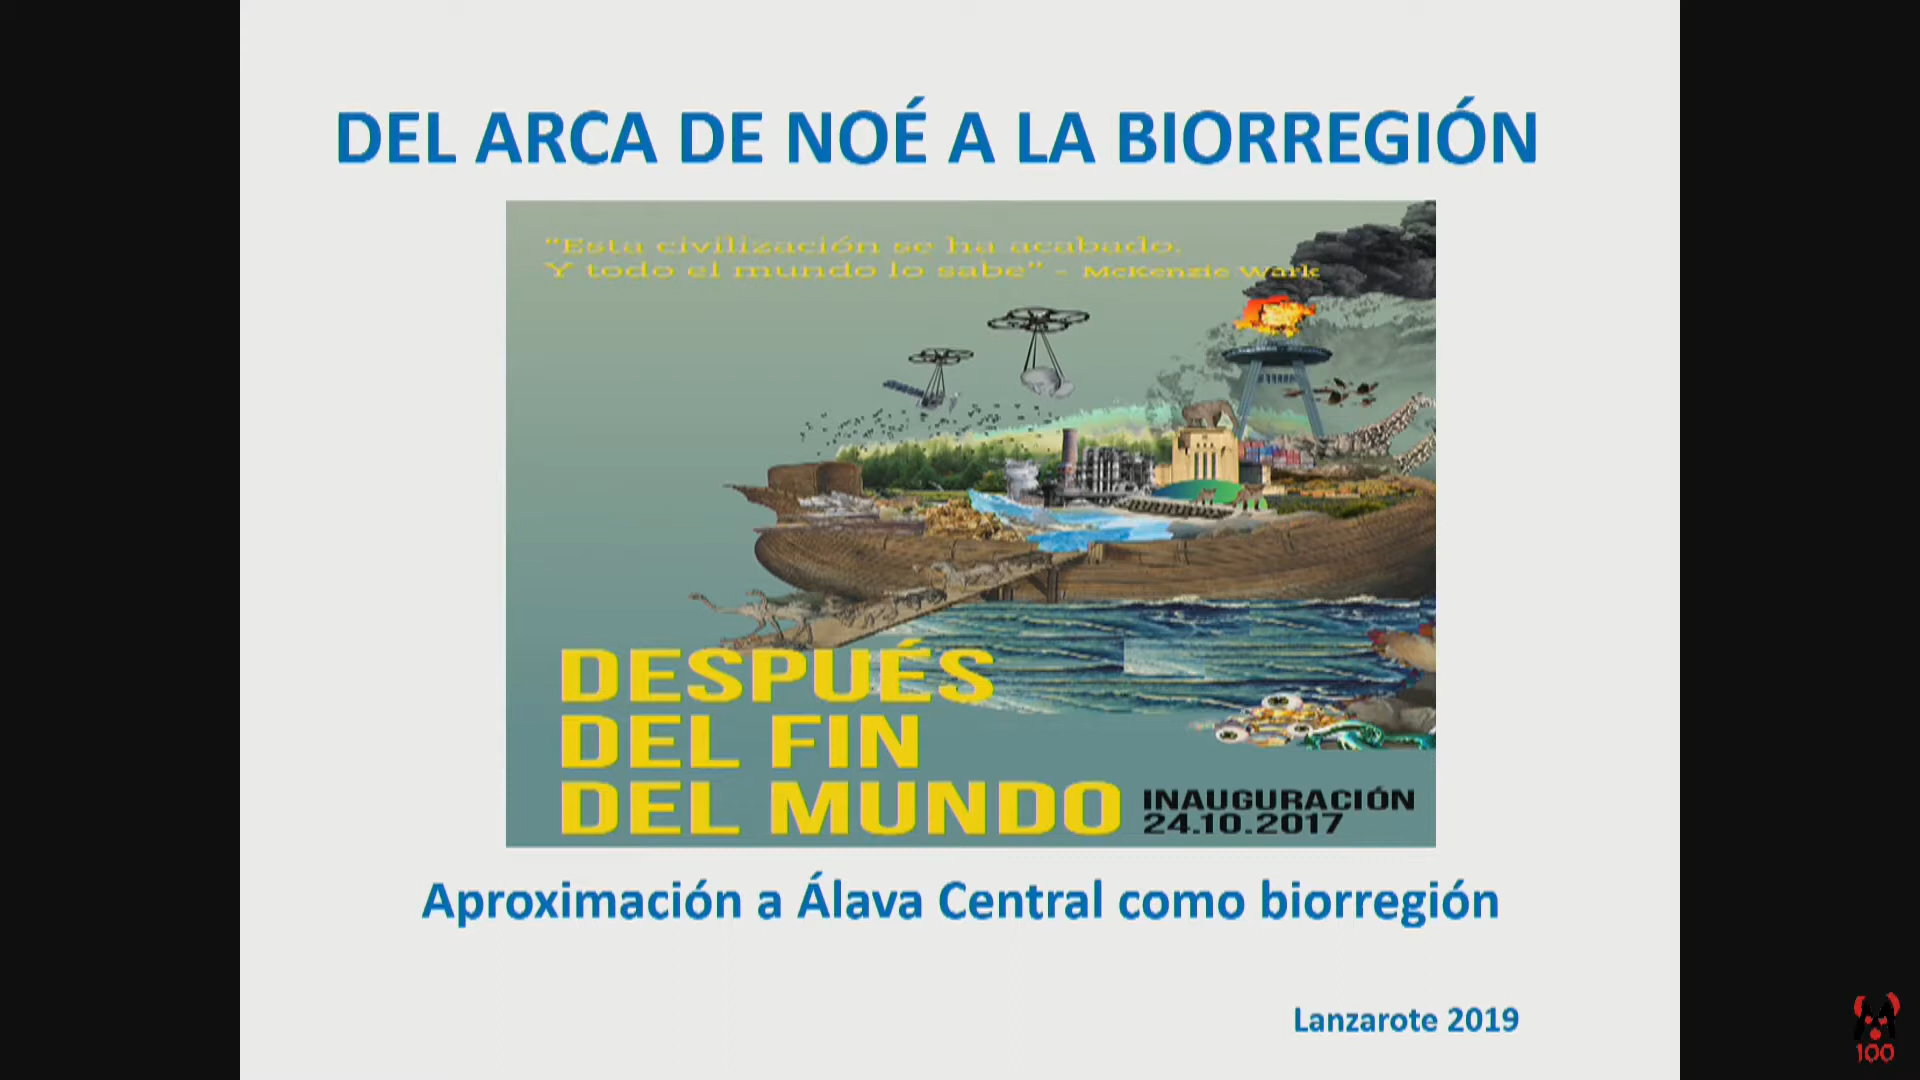 DEL ARCA DE NOÉ A LA BIORREGIÓN
"Esta civilización se ha acabado.
Y todo el mundo lo sabe" - McKenzie Wark
DESPUÉS
DEL FIN
DEL MUNDO
INAUGURACIÓN
24.10.2017
Aproximación a Álava Central como biorregión
Lanzarote 2019
100